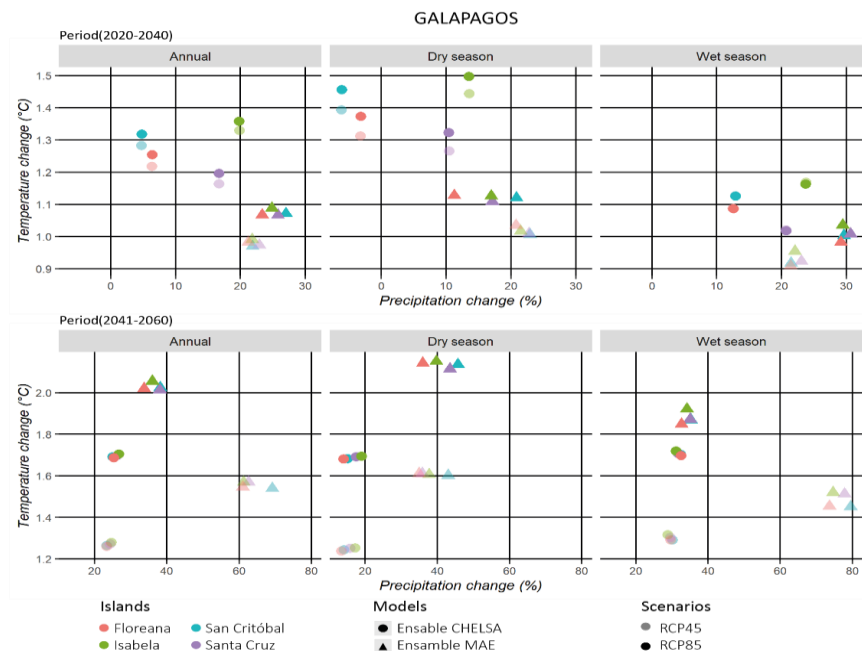 GALAPAGOS
Period(2020-2040)
Annual Dry season Wet season
Temperature change (°C)
1.5
1.4
1.3
1.2
1.1
1.0
0.9
0 10 20 30 0 10 20 30 0 10 20 30
Precipitation change (%) Precipitation change (%)
Period(2041-2060)
Annual Dry season Wet season
Temperature change (°C)
2.0
1.8
1.6
1.4
1.2
20 40 60 80 20 40 60 80 20 40 60 80
Precipitation change (%) Precipitation change (%)
Islands Models Scenarios
Floreana San Critóbal Ensable CHELSA RCP45
Isabela Santa Cruz Ensamble MAE RCP85